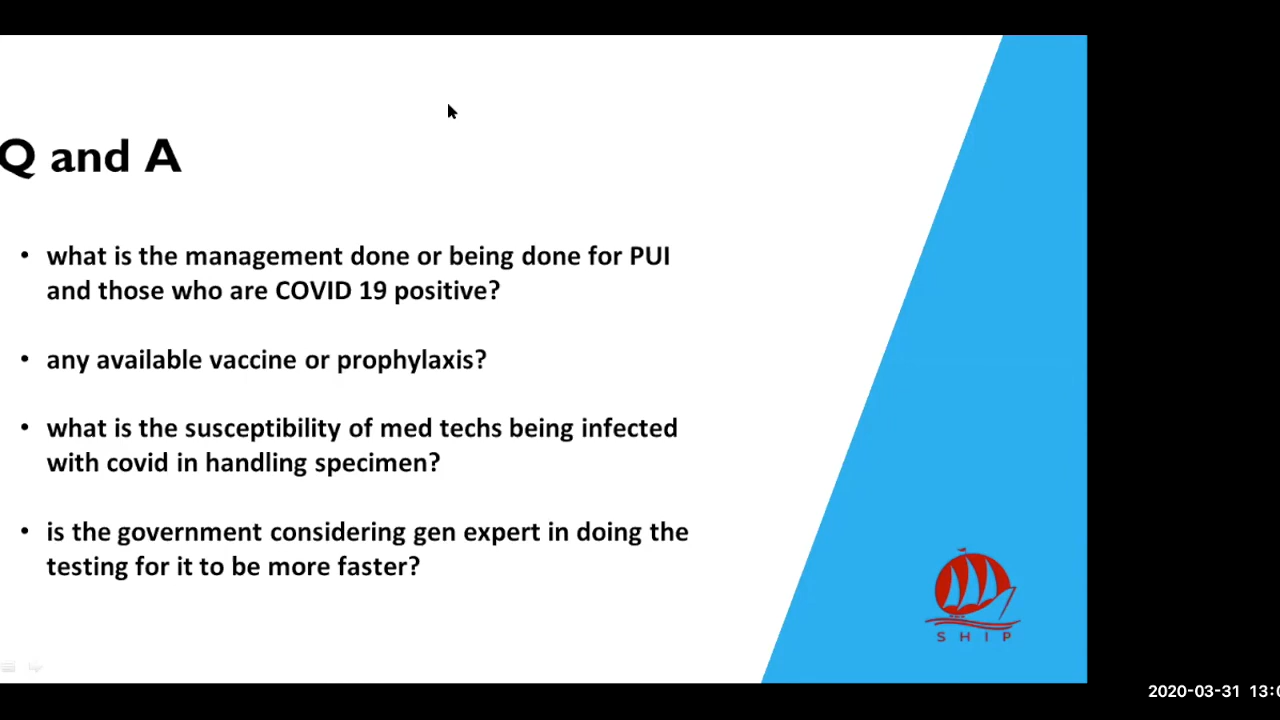 Q and A
• what is the management done or being done for PUI
and those who are COVID 19 positive?
• any available vaccine or prophylaxis?
• what is the susceptibility of med techs being infected
with covid in handling specimen?
• is the government considering gen expert in doing the
testing for it to be more faster?
SHIP
2020-03-31 13:0